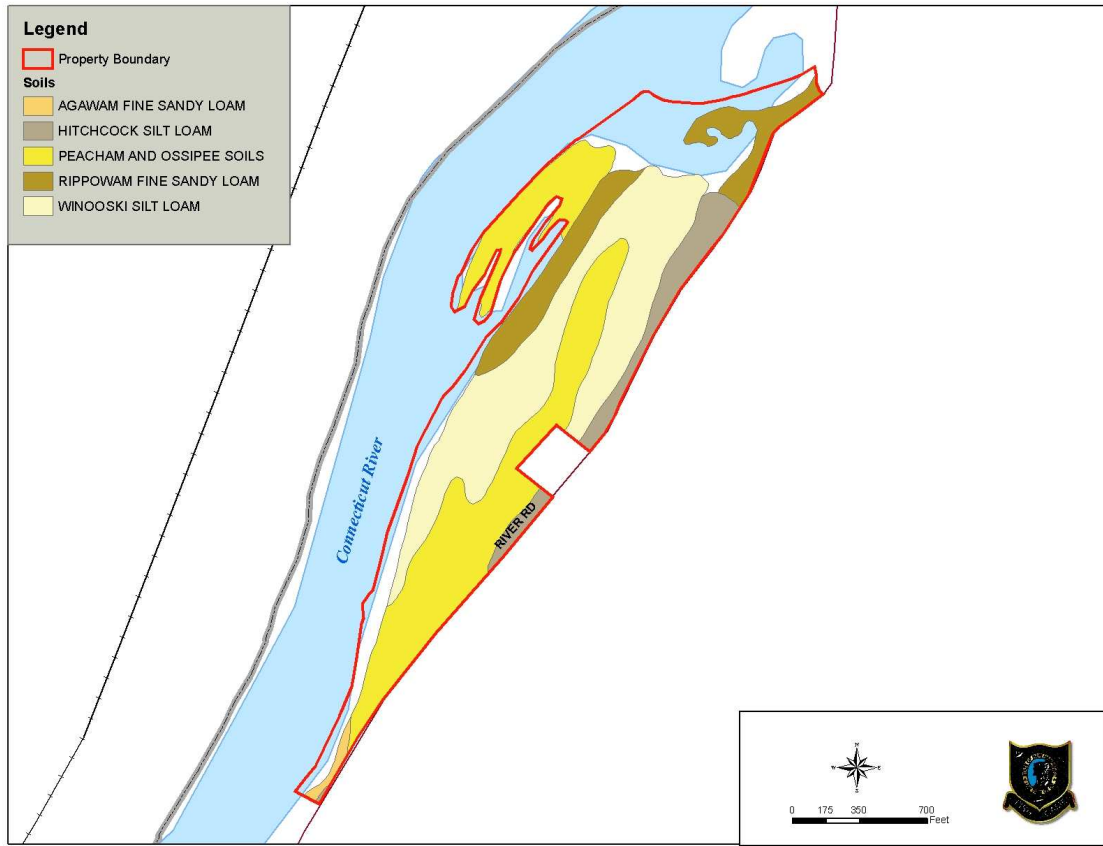 Legend
Property Boundary
Soils
AGAWAM FINE SANDY LOAM
HITCHCOCK SILT LOAM
PEACHAM AND OSSIPEE SOILS
RIPPOWAM FINE SANDY LOAM
WINOOSKI SILT LOAM
Connecticut River
RIVER RD
N
W E
S
0 175 350 700
Feet